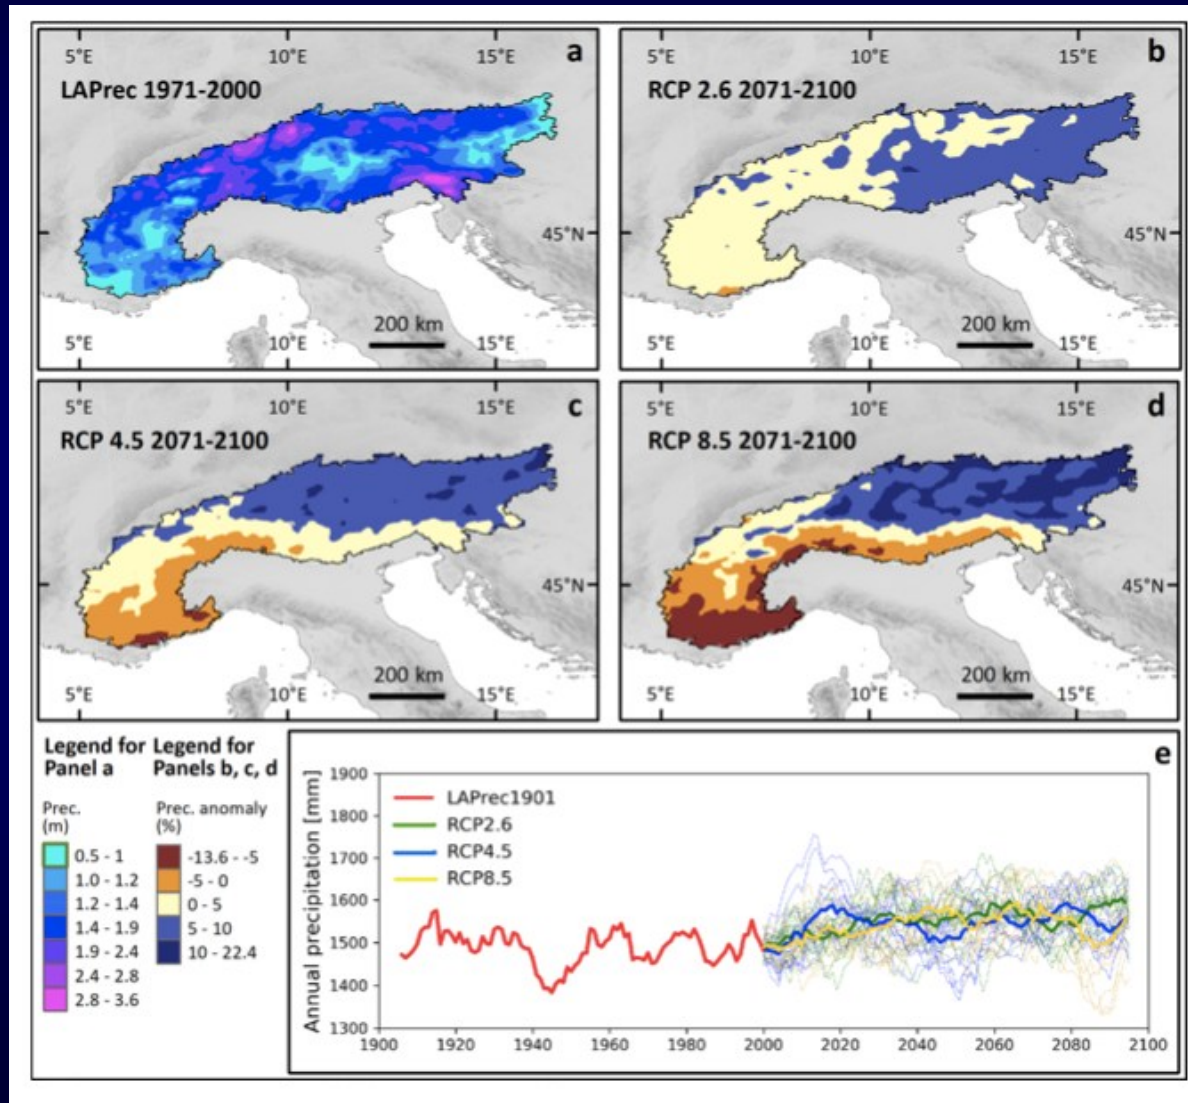 5°E 10°E 15°E a
LAPrec 1971-2000
45°N
200 km
5°E 10°E 15°E
5°E 10°E 15°E b
RCP 2.6 2071-2100
45°N
200 km
5°E 10°E 15°E
5°E 10°E 15°E c
RCP 4.5 2071-2100
45°N
200 km
5°E 10°E 15°E
5°E 10°E 15°E d
RCP 8.5 2071-2100
45°N
200 km
5°E 10°E 15°E
Legend for
Panel a
Prec.
(m)
0.5 - 1
1.0 - 1.2
1.2 - 1.4
1.4 - 1.9
1.9 - 2.4
2.4 - 2.8
2.8 - 3.6
Legend for
Panels b, c, d
Prec. anomaly
(%)
-13.6 - -5
-5 - 0
0 - 5
5 - 10
10 - 22.4
e
Annual precipitation [mm]
1900
1800
1700
1600
1500
1400
1300
LAPrec1901
RCP2.6
RCP4.5
RCP8.5
1900 1920 1940 1960 1980 2000 2020 2040 2060 2080 2100